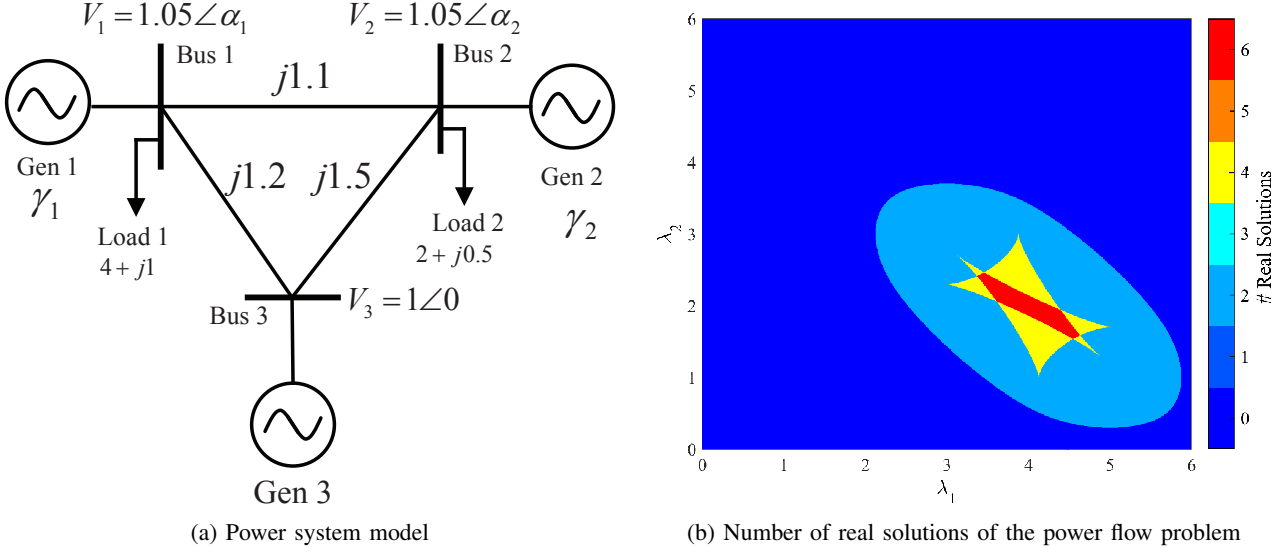 V₁ = 1.05∠α₁
V₂ = 1.05∠α₂
Bus 1
Bus 2
j1.1
Gen 1
γ₁
Gen 2
γ₂
j1.2
j1.5
Load 1
4 + j1
Load 2
2 + j0.5
Bus 3
V₃ = 1∠0
Gen 3
(a) Power system model
6
5
4
3
2
1
0
λ₂
0 1 2 3 4 5 6
λ₁
6
5
4
3
2
1
0
# Real Solutions
(b) Number of real solutions of the power flow problem